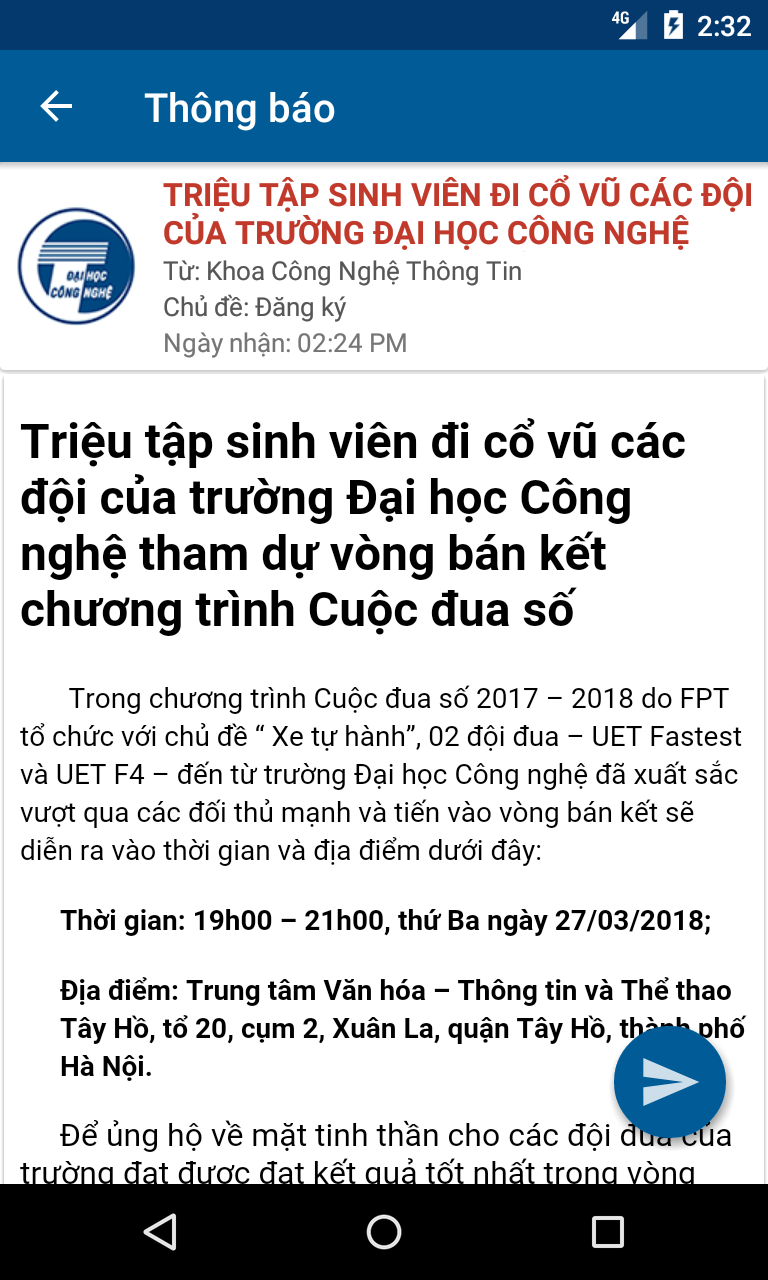 4G 2:32
Thông báo
TRIỆU TẬP SINH VIÊN ĐI CỔ VŨ CÁC ĐỘI
CỦA TRƯỜNG ĐẠI HỌC CÔNG NGHỆ
ĐẠI HỌC
CÔNG NGHỆ
Từ: Khoa Công Nghệ Thông Tin
Chủ đề: Đăng ký
Ngày nhận: 02:24 PM
Triệu tập sinh viên đi cổ vũ các
đội của trường Đại học Công
nghệ tham dự vòng bán kết
chương trình Cuộc đua số
Trong chương trình Cuộc đua số 2017 – 2018 do FPT
tổ chức với chủ đề “ Xe tự hành”, 02 đội đua – UET Fastest
và UET F4 – đến từ trường Đại học Công nghệ đã xuất sắc
vượt qua các đối thủ mạnh và tiến vào vòng bán kết sẽ
diễn ra vào thời gian và địa điểm dưới đây:
Thời gian: 19h00 – 21h00, thứ Ba ngày 27/03/2018;
Địa điểm: Trung tâm Văn hóa – Thông tin và Thể thao
Tây Hồ, tổ 20, cụm 2, Xuân La, quận Tây Hồ, thành phố
Hà Nội.
Để ủng hộ về mặt tinh thần cho các đội đua của
trường đạt được đạt kết quả tốt nhất trong vòng